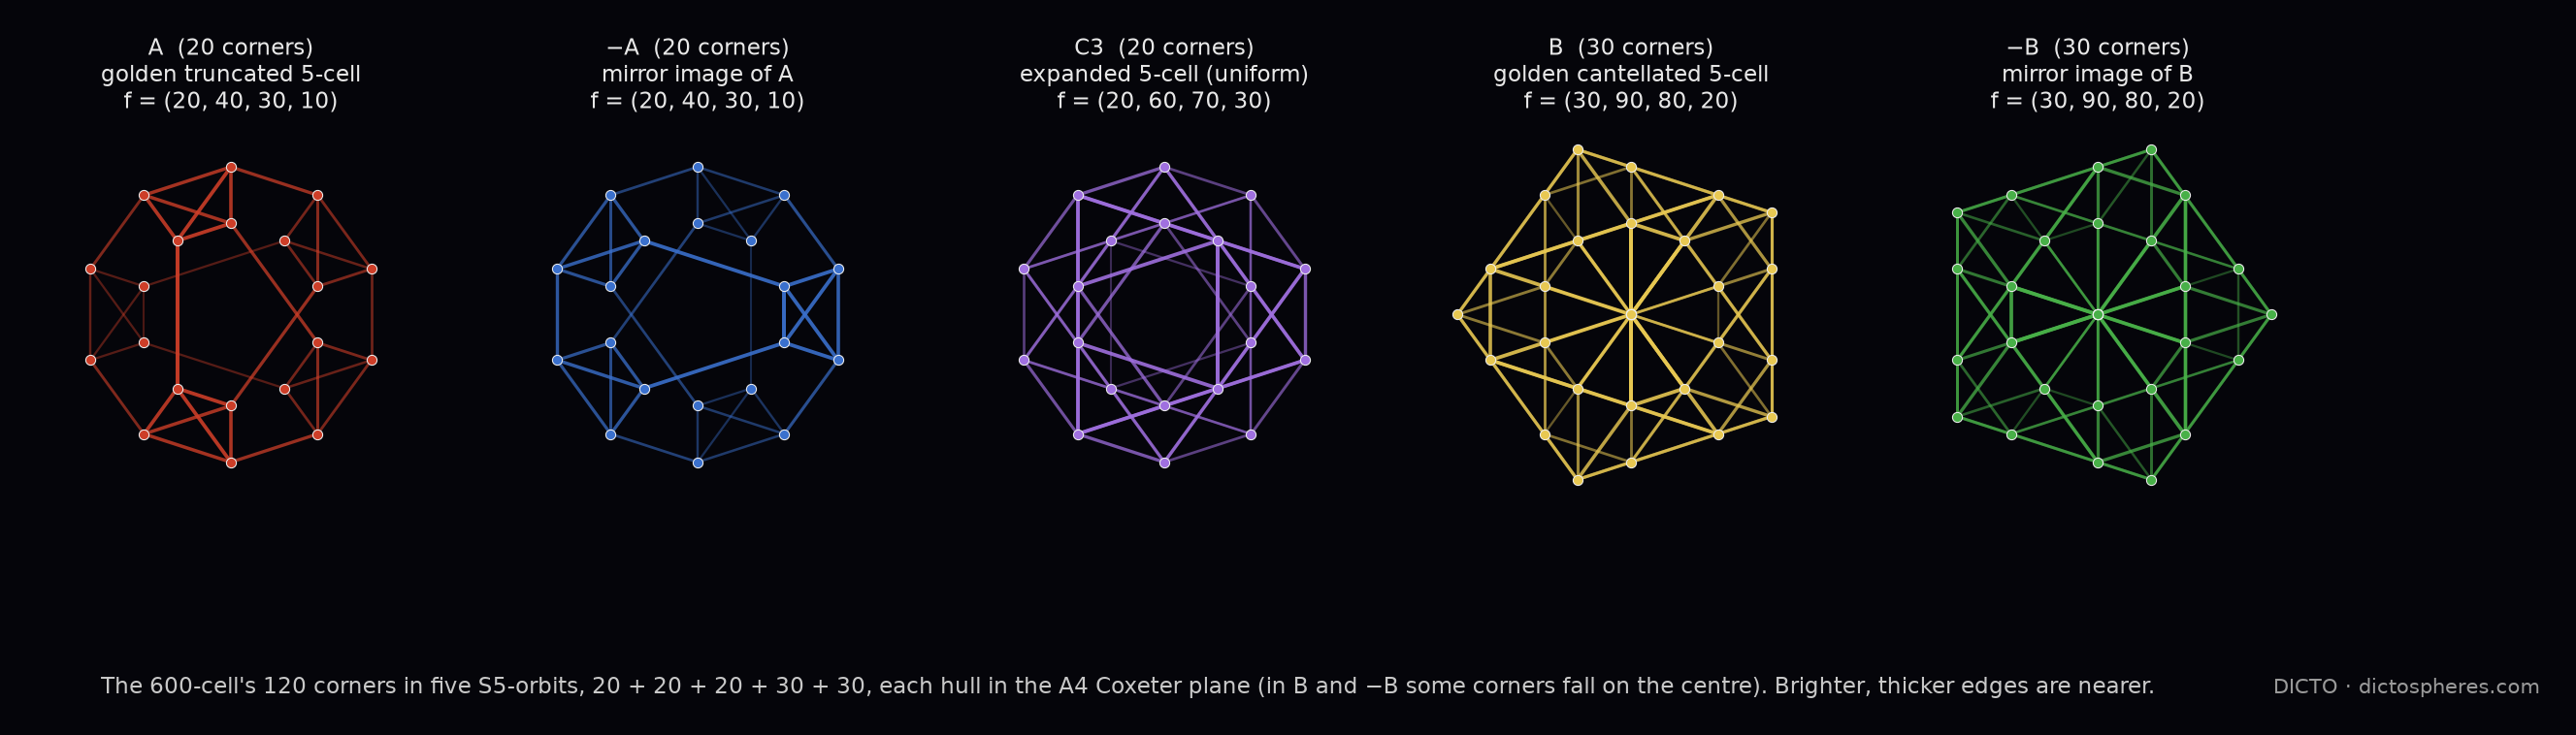 A (20 corners)
golden truncated 5-cell
f = (20, 40, 30, 10)
−A (20 corners)
mirror image of A
f = (20, 40, 30, 10)
C3 (20 corners)
expanded 5-cell (uniform)
f = (20, 60, 70, 30)
B (30 corners)
golden cantellated 5-cell
f = (30, 90, 80, 20)
−B (30 corners)
mirror image of B
f = (30, 90, 80, 20)
The 600-cell's 120 corners in five S5-orbits, 20 + 20 + 20 + 30 + 30, each hull in the A4 Coxeter plane (in B and −B some corners fall on the centre). Brighter, thicker edges are nearer.
DICTO · dictospheres.com